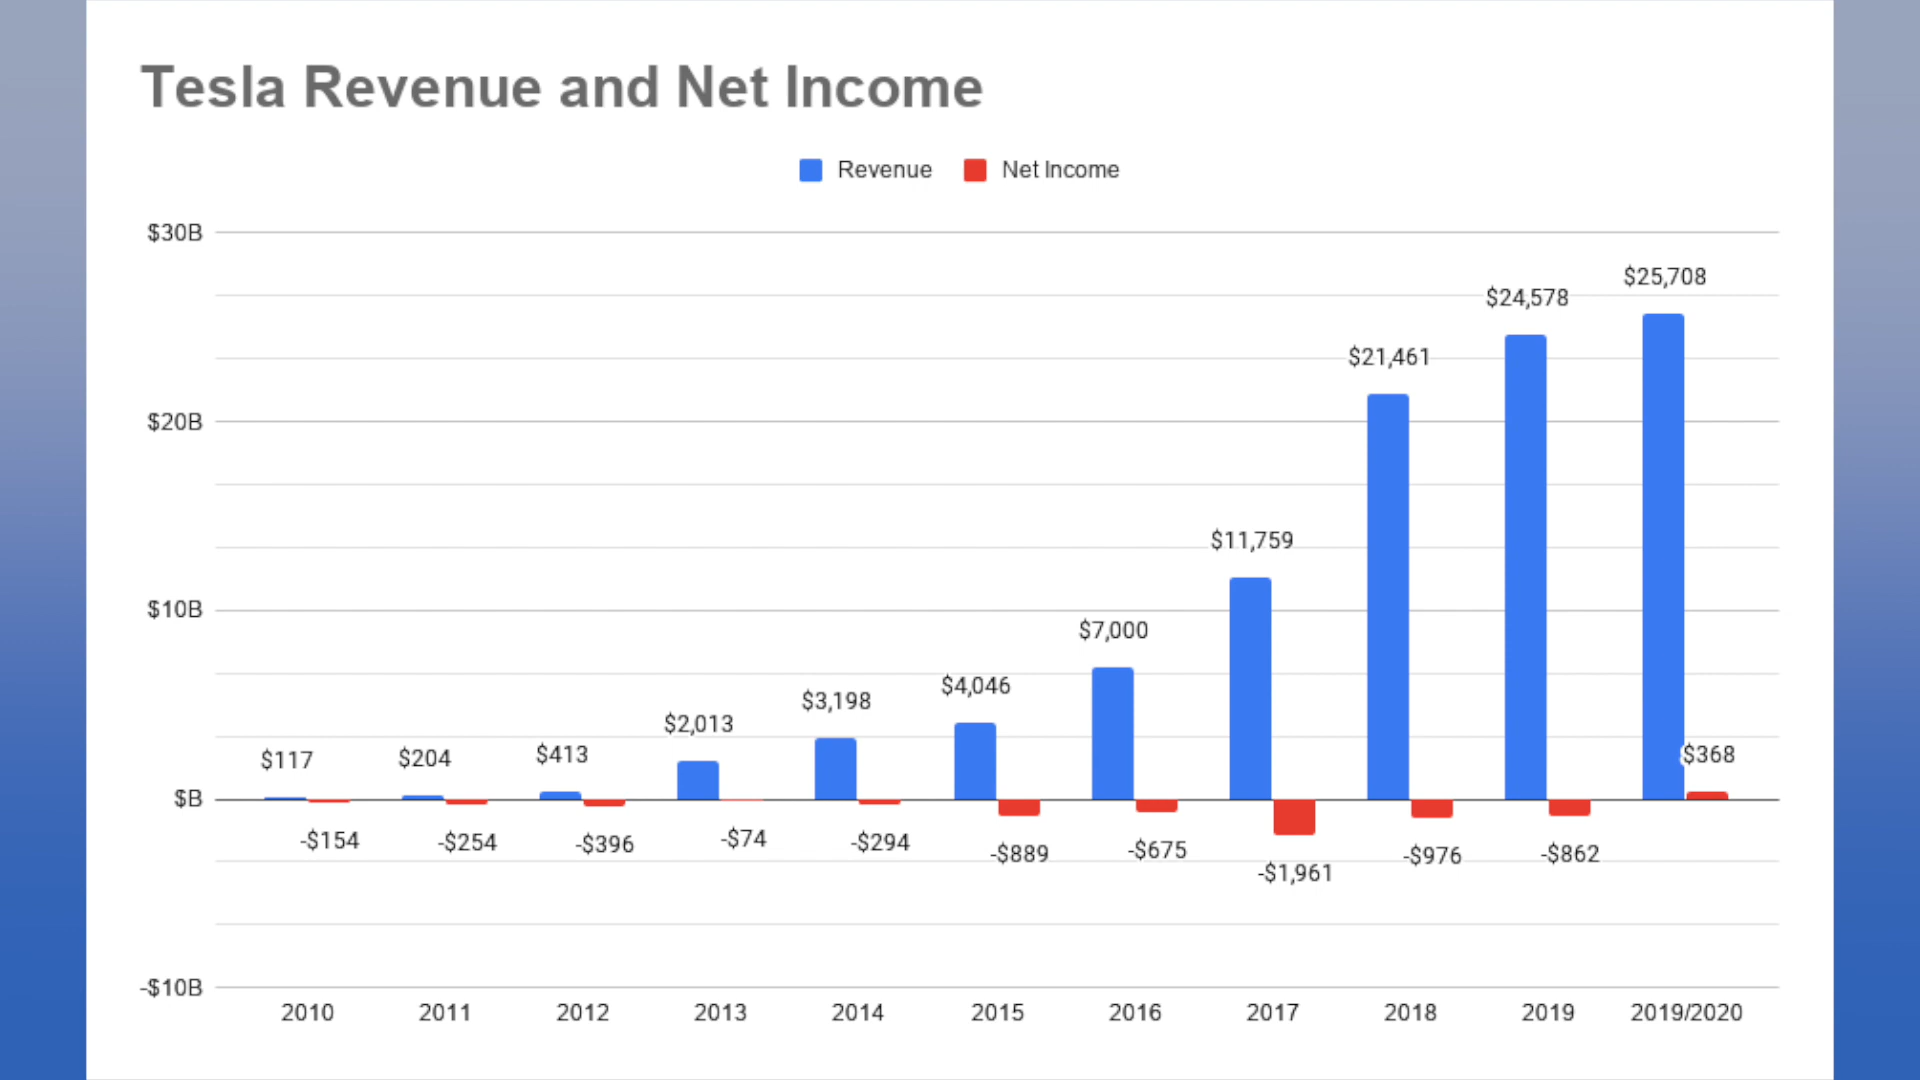 Tesla Revenue and Net Income
Revenue Net Income
$30B
$20B
$10B
$B
-$10B
$117
$204
$413
$2,013
$3,198
$4,046
$7,000
$11,759
$21,461
$24,578
$25,708
-$154
-$254
-$396
-$74
-$294
-$889
-$675
-$1,961
-$976
-$862
$368
2010 2011 2012 2013 2014 2015 2016 2017 2018 2019 2019/2020